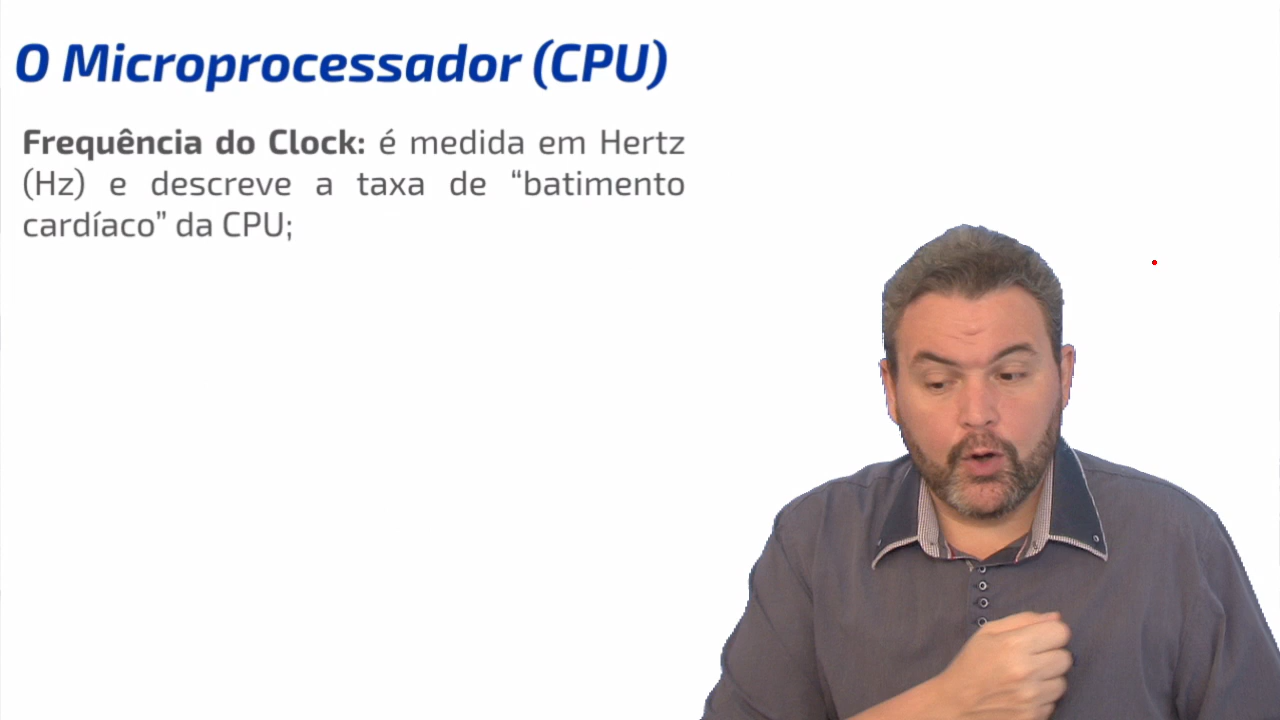 O Microprocessador (CPU)
Frequência do Clock: é medida em Hertz
(Hz) e descreve a taxa de “batimento
cardíaco” da CPU;